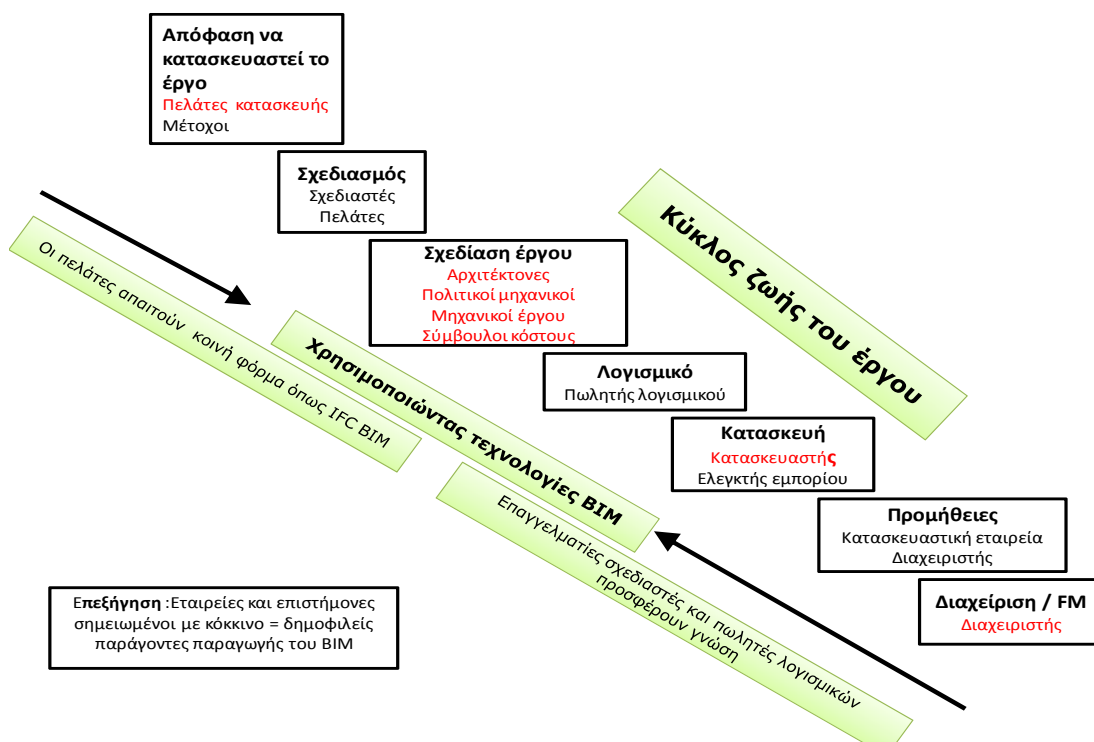 Απόφαση να
κατασκευαστεί το
έργο
Πελάτες κατασκευής
Μέτοχοι
Σχεδιασμός
Σχεδιαστές
Πελάτες
Σχεδίαση έργου
Αρχιτέκτονες
Πολιτικοί μηχανικοί
Μηχανικοί έργου
Σύμβουλοι κόστους
Κύκλος ζωής του έργου
Οι πελάτες απαιτούν κοινή φόρμα όπως IFC BIM
Χρησιμοποιώντας τεχνολογίες BIM
Λογισμικό
Πωλητής λογισμικού
Κατασκευή
Κατασκευαστής
Ελεγκτής εμπορίου
Επαγγελματίες σχεδιαστές και πωλητές λογισμικών
προσφέρουν γνώση
Προμήθειες
Κατασκευαστική εταιρεία
Διαχειριστής
Διαχείριση / FM
Διαχειριστής
Επεξήγηση :Εταιρείες και επιστήμονες
σημειωμένοι με κόκκινο = δημοφιλείς
παράγοντες παραγωγής του BIM